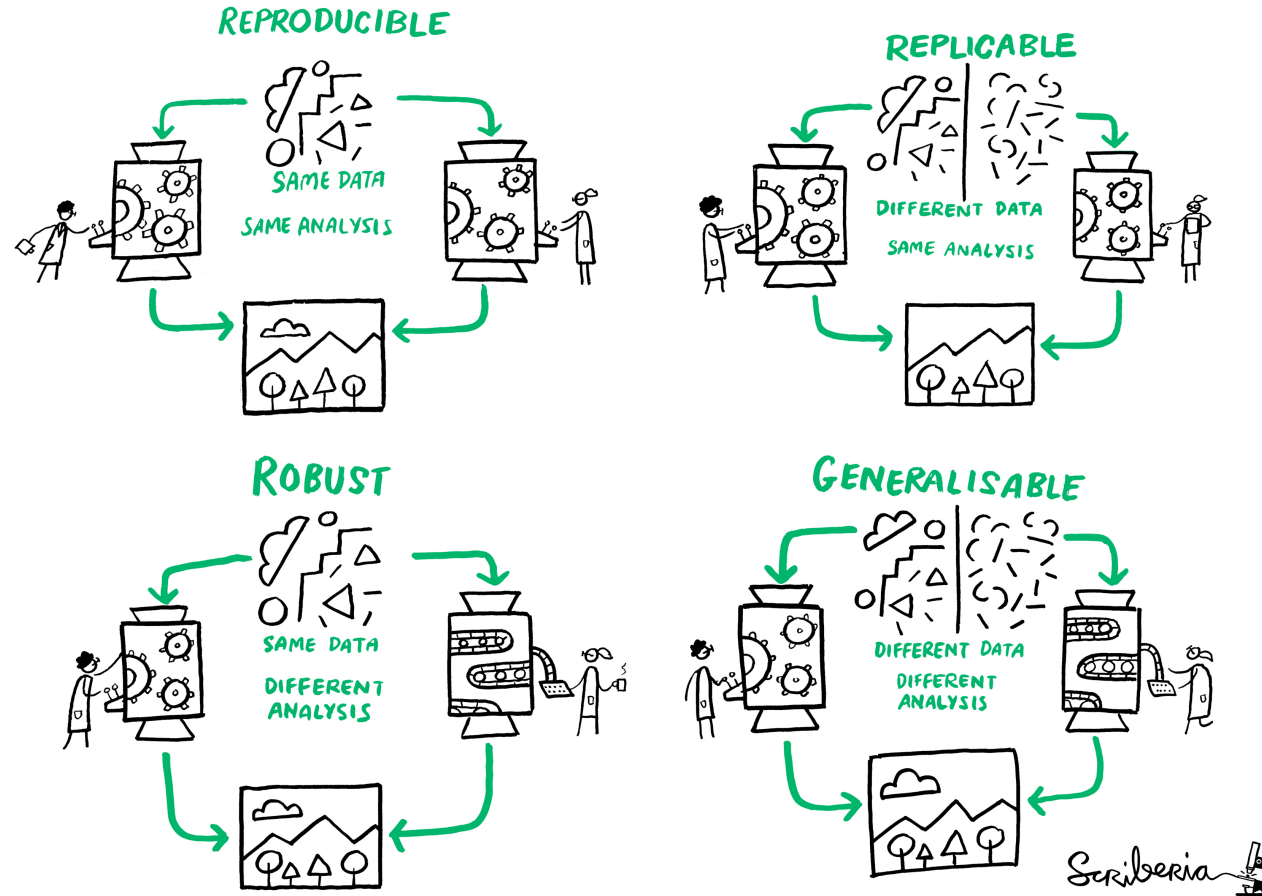 REPRODUCIBLE
SAME DATA
SAME ANALYSIS
REPLICABLE
DIFFERENT DATA
SAME ANALYSIS
ROBUST
SAME DATA
DIFFERENT
ANALYSIS
GENERALISABLE
DIFFERENT DATA
DIFFERENT
ANALYSIS
Scriberia